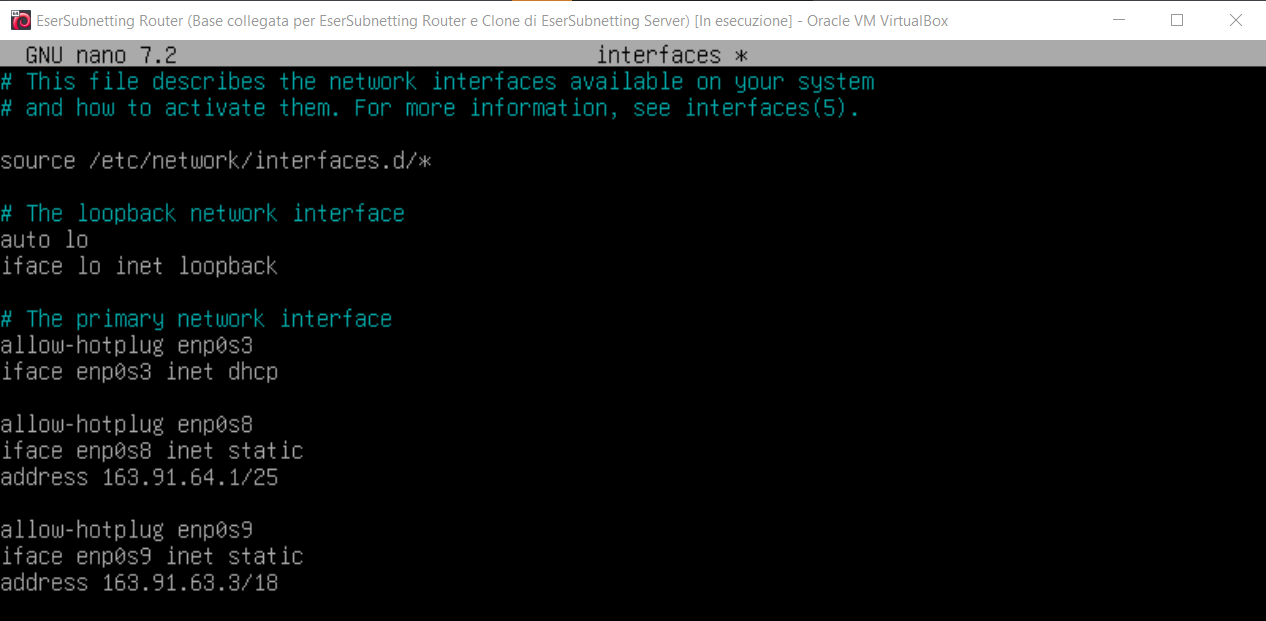 EserSubnetting Router (Base collegata per EserSubnetting Router e Clone di EserSubnetting Server) [In esecuzione] - Oracle VM VirtualBox
GNU nano 7.2 interfaces *
# This file describes the network interfaces available on your system
# and how to activate them. For more information, see interfaces(5).
source /etc/network/interfaces.d/*
# The loopback network interface
auto lo
iface lo inet loopback
# The primary network interface
allow-hotplug enp0s3
iface enp0s3 inet dhcp
allow-hotplug enp0s8
iface enp0s8 inet static
address 163.91.64.1/25
allow-hotplug enp0s9
iface enp0s9 inet static
address 163.91.63.3/18